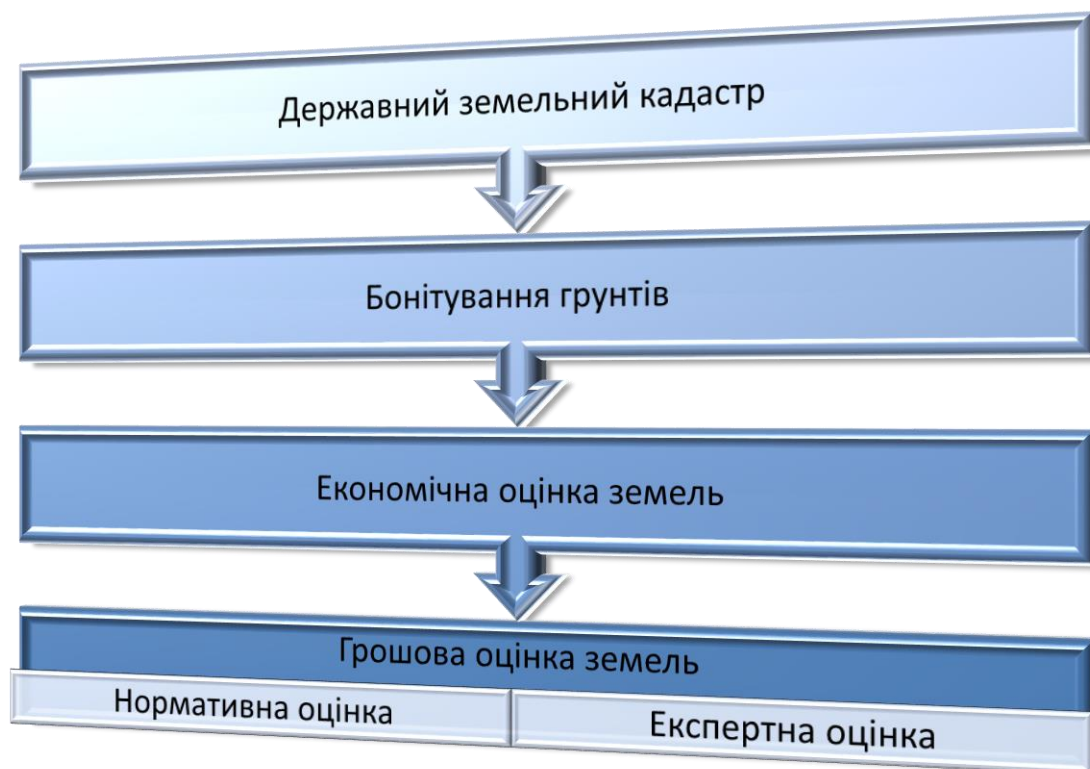 Державний земельний кадастр
Бонітування грунтів
Економічна оцінка земель
Грошова оцінка земель
Нормативна оцінка
Експертна оцінка